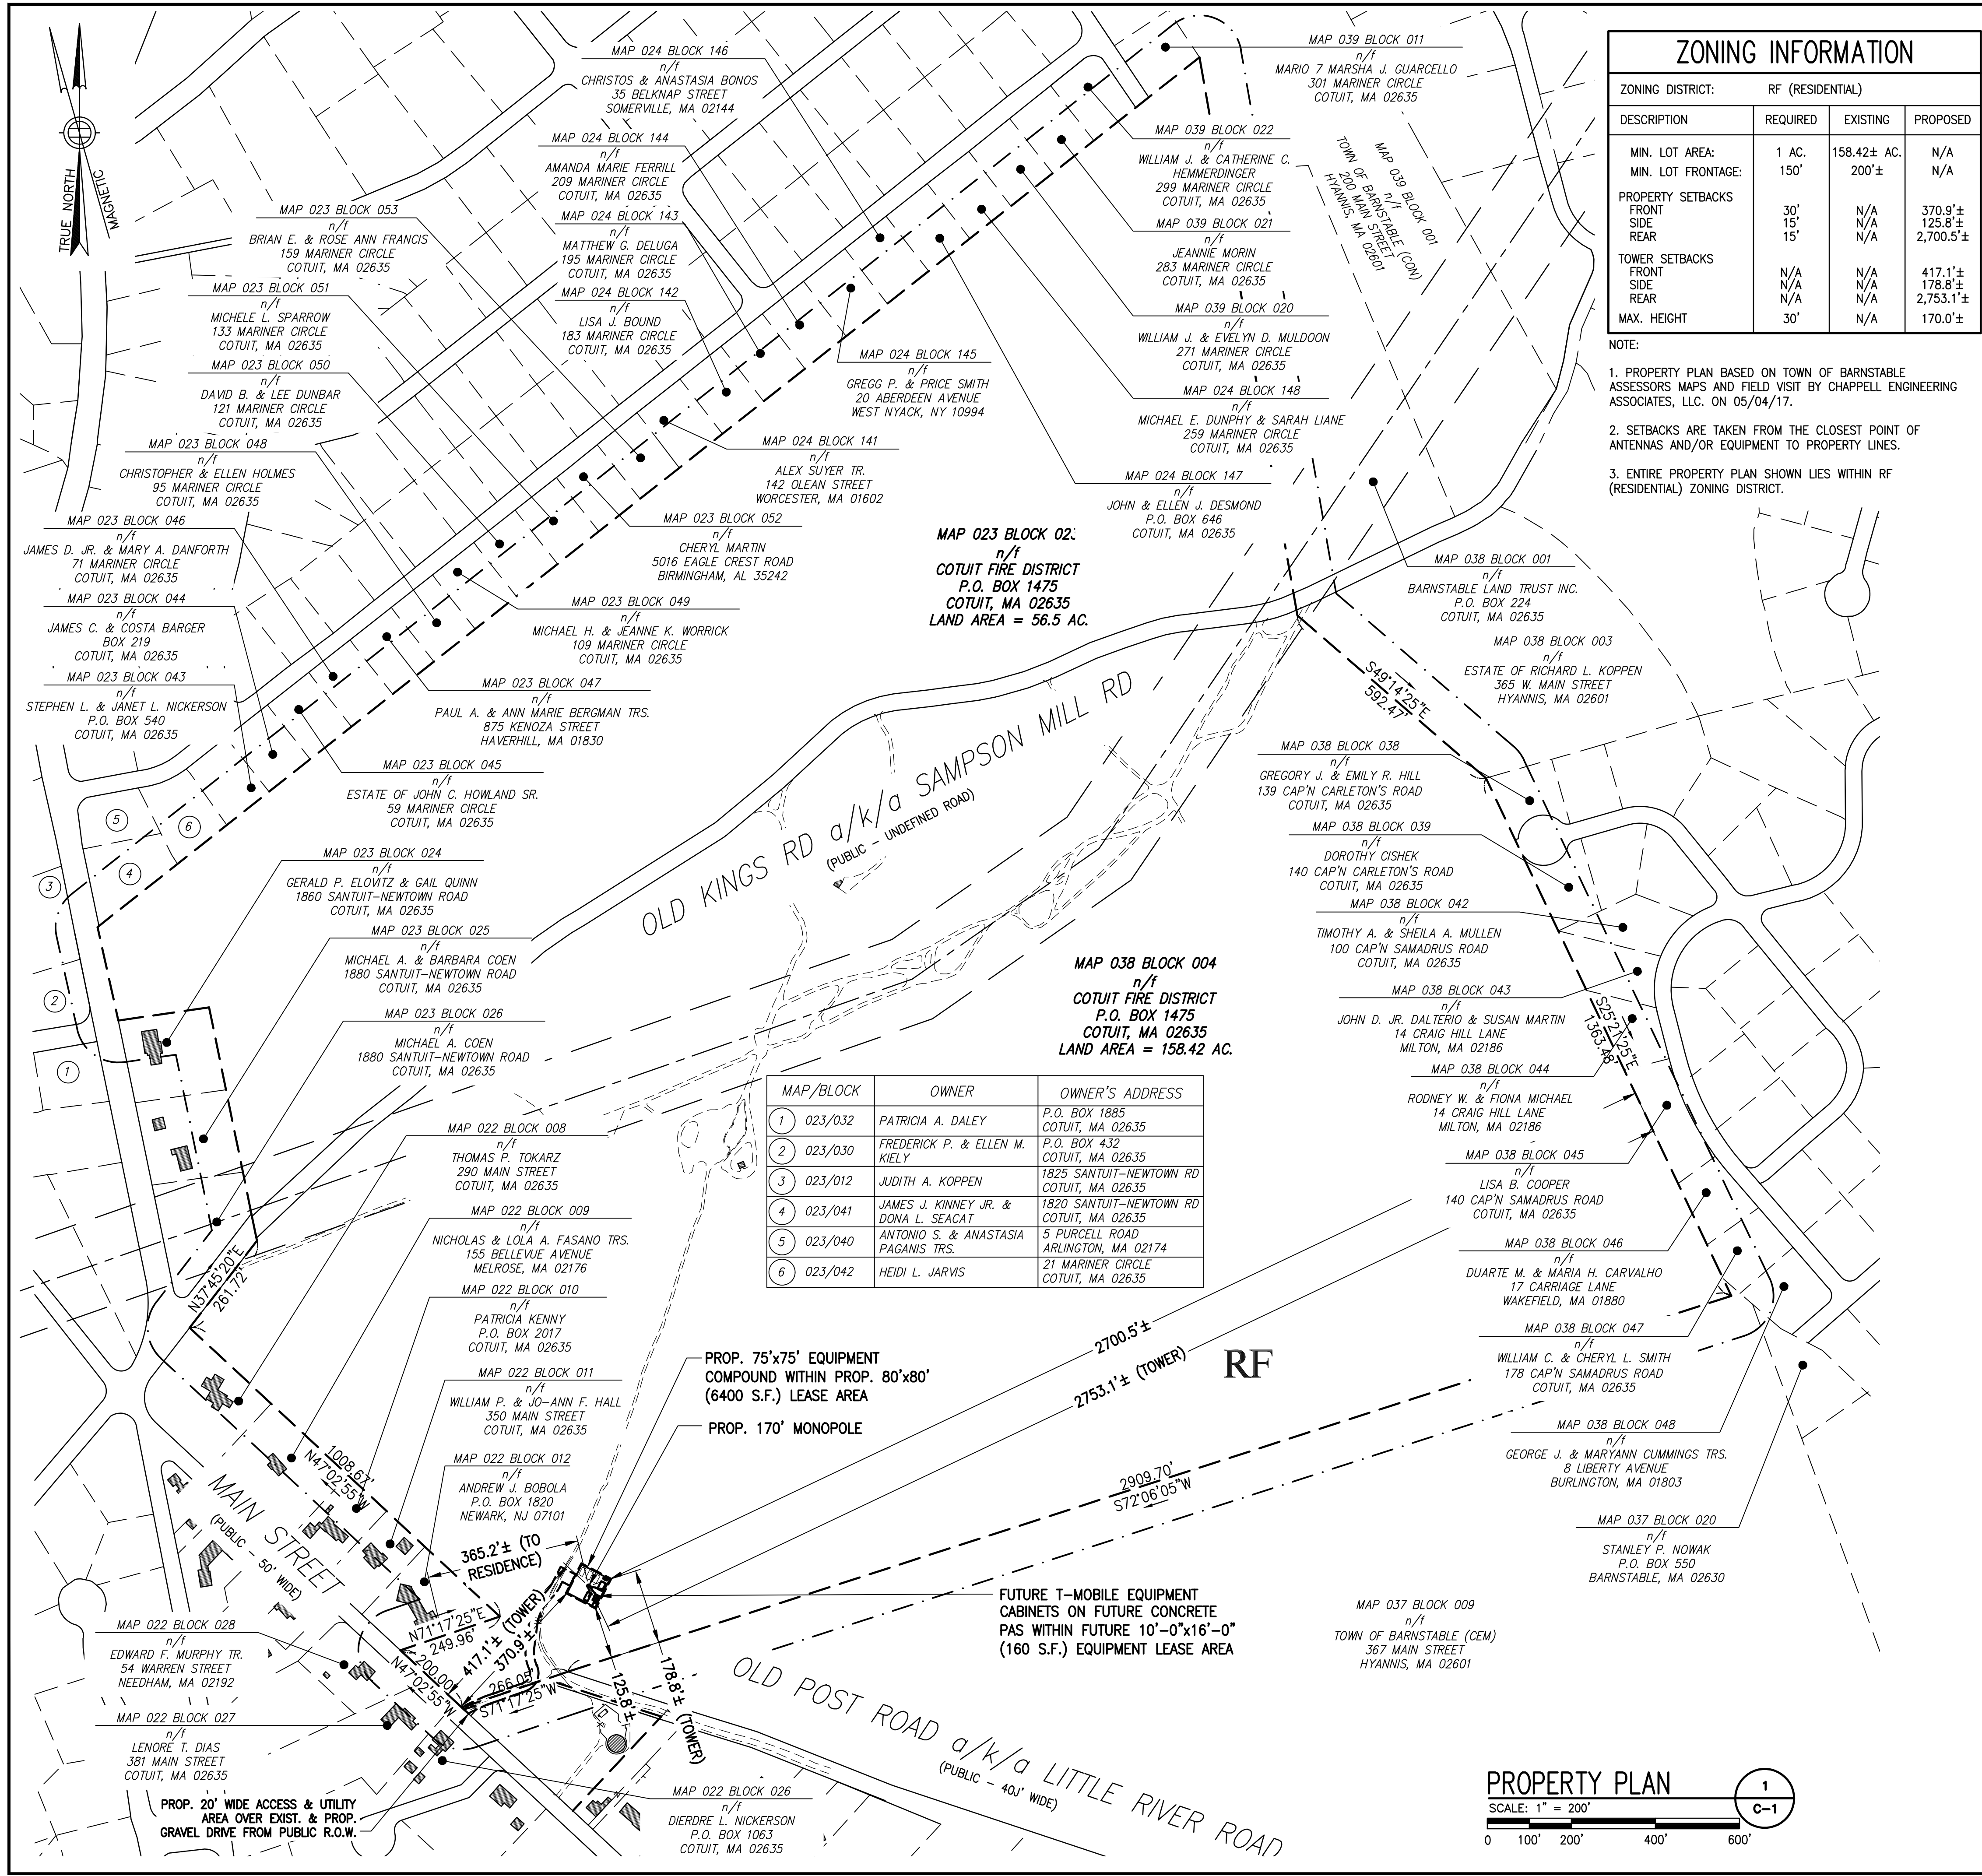 TRUE NORTH
MAGNETIC
MAP 024 BLOCK 146
n/f
CHRISTOS & ANASTASIA BONOS
35 BELKNAP STREET
SOMERVILLE, MA 02144
MAP 024 BLOCK 144
n/f
AMANDA MARIE FERRILL
209 MARINER CIRCLE
COTUIT, MA 02635
MAP 024 BLOCK 143
n/f
MATTHEW G. DELUGA
195 MARINER CIRCLE
COTUIT, MA 02635
MAP 024 BLOCK 142
n/f
LISA J. BOUND
183 MARINER CIRCLE
COTUIT, MA 02635
MAP 023 BLOCK 053
n/f
BRIAN E. & ROSE ANN FRANCIS
159 MARINER CIRCLE
COTUIT, MA 02635
MAP 023 BLOCK 051
n/f
MICHELE L. SPARROW
133 MARINER CIRCLE
COTUIT, MA 02635
MAP 023 BLOCK 050
n/f
DAVID B. & LEE DUNBAR
121 MARINER CIRCLE
COTUIT, MA 02635
MAP 023 BLOCK 048
n/f
CHRISTOPHER & ELLEN HOLMES
95 MARINER CIRCLE
COTUIT, MA 02635
MAP 023 BLOCK 046
n/f
JAMES D. JR. & MARY A. DANFORTH
71 MARINER CIRCLE
COTUIT, MA 02635
MAP 023 BLOCK 044
n/f
JAMES C. & COSTA BARGER
BOX 219
COTUIT, MA 02635
MAP 023 BLOCK 043
n/f
STEPHEN L. & JANET L. NICKERSON
P.O. BOX 540
COTUIT, MA 02635
MAP 039 BLOCK 011
n/f
MARIO 7 MARSHA J. GUARCELLO
301 MARINER CIRCLE
COTUIT, MA 02635
MAP 039 BLOCK 022
n/f
WILLIAM J. & CATHERINE C.
HEMMERDINGER
299 MARINER CIRCLE
COTUIT, MA 02635
MAP 039 BLOCK 021
n/f
JEANNIE MORIN
283 MARINER CIRCLE
COTUIT, MA 02635
MAP 039 BLOCK 020
n/f
WILLIAM J. & EVELYN D. MULDOON
271 MARINER CIRCLE
COTUIT, MA 02635
MAP 024 BLOCK 148
n/f
MICHAEL E. DUNPHY & SARAH LIANE
259 MARINER CIRCLE
COTUIT, MA 02635
MAP 024 BLOCK 147
n/f
JOHN & ELLEN J. DESMOND
P.O. BOX 646
COTUIT, MA 02635
MAP 039 BLOCK 001
n/f
TOWN OF BARNSTABLE (CON)
200 MAIN STREET
HYANNIS, MA 02601
MAP 024 BLOCK 145
n/f
GREGG P. & PRICE SMITH
20 ABERDEEN AVENUE
WEST NYACK, NY 10994
MAP 024 BLOCK 141
n/f
ALEX SUYER TR.
142 OLEAN STREET
WORCESTER, MA 01602
MAP 023 BLOCK 052
n/f
CHERYL MARTIN
5016 EAGLE CREST ROAD
BIRMINGHAM, AL 35242
MAP 023 BLOCK 049
n/f
MICHAEL H. & JEANNE K. WORRICK
109 MARINER CIRCLE
COTUIT, MA 02635
MAP 023 BLOCK 047
n/f
PAUL A. & ANN MARIE BERGMAN TRS.
875 KENOZA STREET
HAVERHILL, MA 01830
MAP 023 BLOCK 045
n/f
ESTATE OF JOHN C. HOWLAND SR.
59 MARINER CIRCLE
COTUIT, MA 02635
ZONING INFORMATION
ZONING DISTRICT: RF (RESIDENTIAL)
DESCRIPTION REQUIRED EXISTING PROPOSED
MIN. LOT AREA: 1 AC. 158.42± AC. N/A
MIN. LOT FRONTAGE: 150' 200'± N/A
PROPERTY SETBACKS
FRONT 30' N/A 370.9'±
SIDE 15' N/A 125.8'±
REAR 15' N/A 2,700.5'±
TOWER SETBACKS
FRONT N/A N/A 417.1'±
SIDE N/A N/A 178.8'±
REAR N/A N/A 2,753.1'±
MAX. HEIGHT 30' N/A 170.0'±
NOTE:
1. PROPERTY PLAN BASED ON TOWN OF BARNSTABLE
ASSESSORS MAPS AND FIELD VISIT BY CHAPPELL ENGINEERING
ASSOCIATES, LLC. ON 05/04/17.
2. SETBACKS ARE TAKEN FROM THE CLOSEST POINT OF
ANTENNAS AND/OR EQUIPMENT TO PROPERTY LINES.
3. ENTIRE PROPERTY PLAN SHOWN LIES WITHIN RF
(RESIDENTIAL) ZONING DISTRICT.
MAP 023 BLOCK 023
n/f
COTUIT FIRE DISTRICT
P.O. BOX 1475
COTUIT, MA 02635
LAND AREA = 56.5 AC.
MAP 038 BLOCK 001
n/f
BARNSTABLE LAND TRUST INC.
P.O. BOX 224
COTUIT, MA 02635
MAP 038 BLOCK 003
n/f
ESTATE OF RICHARD L. KOPPEN
365 W. MAIN STREET
HYANNIS, MA 02601
S49°14'25"E
592.47'
OLD KINGS RD a/k/a SAMPSON MILL RD
(PUBLIC - UNDEFINED ROAD)
MAP 038 BLOCK 038
n/f
GREGORY J. & EMILY R. HILL
139 CAP'N CARLETON'S ROAD
COTUIT, MA 02635
MAP 038 BLOCK 039
n/f
DOROTHY CISHEK
140 CAP'N CARLETON'S ROAD
COTUIT, MA 02635
MAP 038 BLOCK 042
n/f
TIMOTHY A. & SHEILA A. MULLEN
100 CAP'N SAMADRUS ROAD
COTUIT, MA 02635
MAP 038 BLOCK 043
n/f
JOHN D. JR. DALTERIO & SUSAN MARTIN
14 CRAIG HILL LANE
MILTON, MA 02186
MAP 038 BLOCK 044
n/f
RODNEY W. & FIONA MICHAEL
14 CRAIG HILL LANE
MILTON, MA 02186
MAP 038 BLOCK 045
n/f
LISA B. COOPER
140 CAP'N SAMADRUS ROAD
COTUIT, MA 02635
MAP 038 BLOCK 046
n/f
DUARTE M. & MARIA H. CARVALHO
17 CARRIAGE LANE
WAKEFIELD, MA 01880
MAP 038 BLOCK 047
n/f
WILLIAM C. & CHERYL L. SMITH
178 CAP'N SAMADRUS ROAD
COTUIT, MA 02635
MAP 038 BLOCK 048
n/f
GEORGE J. & MARYANN CUMMINGS TRS.
8 LIBERTY AVENUE
BURLINGTON, MA 01803
MAP 037 BLOCK 020
n/f
STANLEY P. NOWAK
P.O. BOX 550
BARNSTABLE, MA 02630
S25°21'25"E
1363.48'
5
6
4
3
2
1
MAP 023 BLOCK 024
n/f
GERALD P. ELOVITZ & GAIL QUINN
1860 SANTUIT-NEWTOWN ROAD
COTUIT, MA 02635
MAP 023 BLOCK 025
n/f
MICHAEL A. & BARBARA COEN
1880 SANTUIT-NEWTOWN ROAD
COTUIT, MA 02635
MAP 023 BLOCK 026
n/f
MICHAEL A. COEN
1880 SANTUIT-NEWTOWN ROAD
COTUIT, MA 02635
MAP 022 BLOCK 008
n/f
THOMAS P. TOKARZ
290 MAIN STREET
COTUIT, MA 02635
MAP 022 BLOCK 009
n/f
NICHOLAS & LOLA A. FASANO TRS.
155 BELLEVUE AVENUE
MELROSE, MA 02176
MAP 022 BLOCK 010
n/f
PATRICIA KENNY
P.O. BOX 2017
COTUIT, MA 02635
MAP 022 BLOCK 011
n/f
WILLIAM P. & JO-ANN F. HALL
350 MAIN STREET
COTUIT, MA 02635
MAP 022 BLOCK 012
n/f
ANDREW J. BOBOLA
P.O. BOX 1820
NEWARK, NJ 07101
MAP 038 BLOCK 004
n/f
COTUIT FIRE DISTRICT
P.O. BOX 1475
COTUIT, MA 02635
LAND AREA = 158.42 AC.
MAP/BLOCK OWNER OWNER'S ADDRESS
1 023/032 PATRICIA A. DALEY P.O. BOX 1885
COTUIT, MA 02635
2 023/030 FREDERICK P. & ELLEN M. KIELY P.O. BOX 432
COTUIT, MA 02635
3 023/012 JUDITH A. KOPPEN 1825 SANTUIT-NEWTOWN RD
COTUIT, MA 02635
4 023/041 JAMES J. KINNEY JR. & DONA L. SEACAT 1820 SANTUIT-NEWTOWN RD
COTUIT, MA 02635
5 023/040 ANTONIO S. & ANASTASIA PAGANIS TRS. 5 PURCELL ROAD
ARLINGTON, MA 02174
6 023/042 HEIDI L. JARVIS 21 MARINER CIRCLE
COTUIT, MA 02635
N37°45'20"E
261.72'
1008.67'
N47°02'55"W
MAIN STREET
(PUBLIC - 50' WIDE)
PROP. 75'x75' EQUIPMENT
COMPOUND WITHIN PROP. 80'x80'
(6400 S.F.) LEASE AREA
PROP. 170' MONOPOLE
2700.5'±
2753.1'± (TOWER)
RF
2909.70'
S72°06'05"W
365.2'± (TO
RESIDENCE)
N71°17'25"E
249.96'
417.1'± (TOWER)
370.9'±
200.00'
N47°02'55"W
266.05'
S71°17'25"W
125.8'±
178.8'± (TOWER)
FUTURE T-MOBILE EQUIPMENT
CABINETS ON FUTURE CONCRETE
PAS WITHIN FUTURE 10'-0"x16'-0"
(160 S.F.) EQUIPMENT LEASE AREA
MAP 037 BLOCK 009
n/f
TOWN OF BARNSTABLE (CEM)
367 MAIN STREET
HYANNIS, MA 02601
OLD POST ROAD a/k/a LITTLE RIVER ROAD
(PUBLIC - 40J' WIDE)
MAP 022 BLOCK 028
n/f
EDWARD F. MURPHY TR.
54 WARREN STREET
NEEDHAM, MA 02192
MAP 022 BLOCK 027
n/f
LENORE T. DIAS
381 MAIN STREET
COTUIT, MA 02635
PROP. 20' WIDE ACCESS & UTILITY
AREA OVER EXIST. & PROP.
GRAVEL DRIVE FROM PUBLIC R.O.W.
MAP 022 BLOCK 026
n/f
DIERDRE L. NICKERSON
P.O. BOX 1063
COTUIT, MA 02635
PROPERTY PLAN
SCALE: 1" = 200'
0 100' 200' 400' 600'
1
C-1